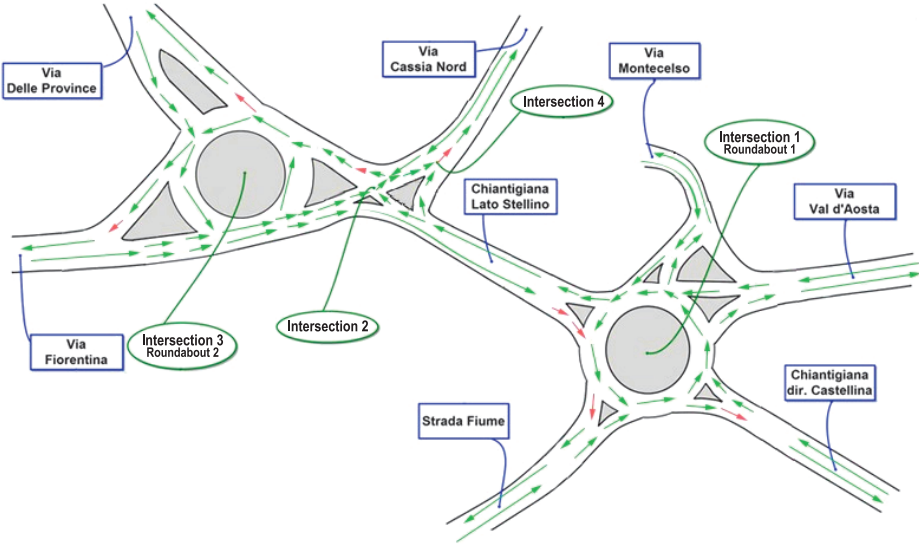 Via
Delle Province
Via
Cassia Nord
Via
Montecelso
Intersection 4
Intersection 1
Roundabout 1
Chiantigiana
Lato Stellino
Via
Val d'Aosta
Intersection 2
Intersection 3
Roundabout 2
Via
Fiorentina
Chiantigiana
dir. Castellina
Strada Fiume